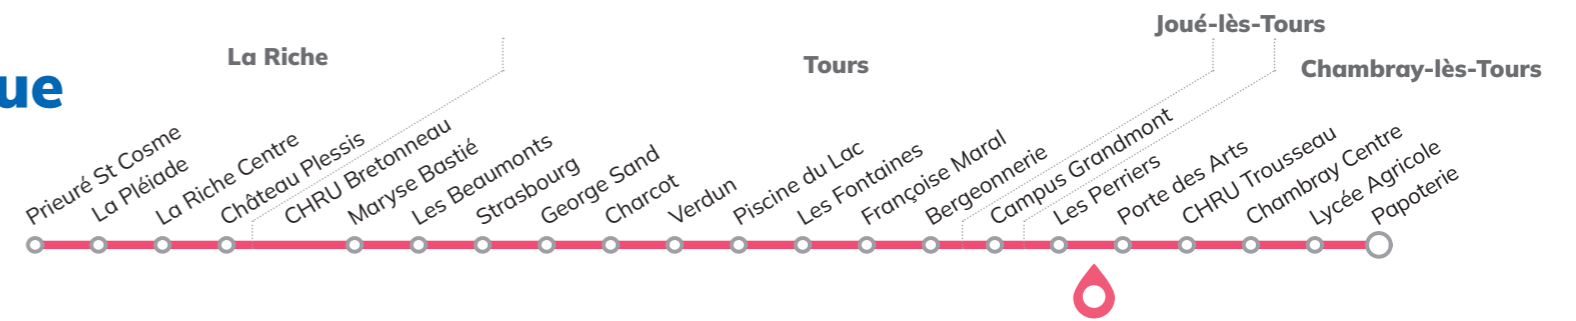 Joué-lès-Tours
La Riche
Tours
Chambray-lès-Tours
ue
Prieuré St Cosme
La Pléiade
La Riche Centre
Château Plessis
CHRU Bretonneau
Maryse Bastié
Les Beaumonts
Strasbourg
George Sand
Charcot
Verdun
Piscine du Lac
Les Fontaines
Françoise Maral
Bergeonnerie
Campus Grandmont
Les Perriers
Porte des Arts
CHRU Trousseau
Chambray Centre
Lycée Agricole
Papoterie